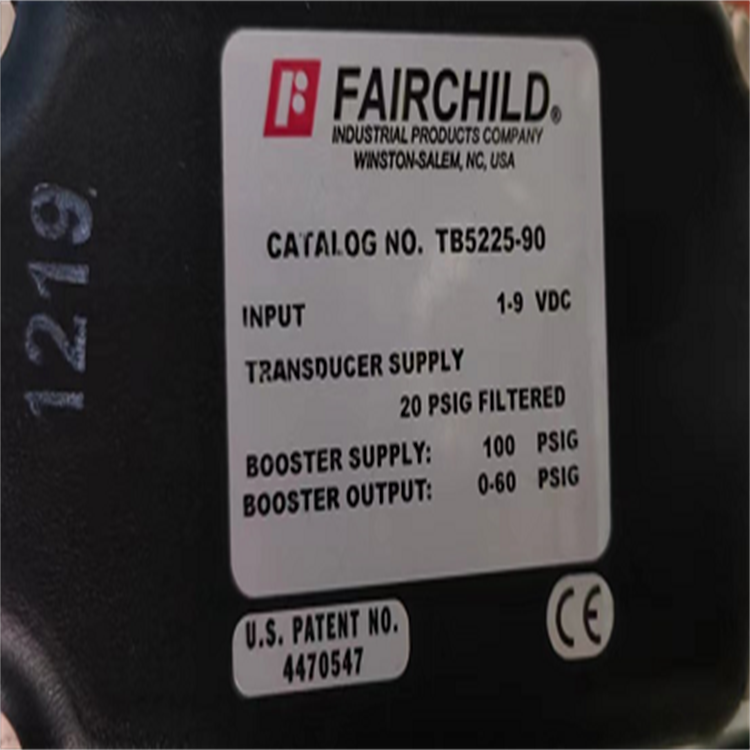 FAIRCHILD®
INDUSTRIAL PRODUCTS COMPANY
WINSTON-SALEM, NC, USA
CATALOG NO. TB5225-90
INPUT 1-9 VDC
TRANSDUCER SUPPLY
20 PSIG FILTERED
BOOSTER SUPPLY: 100 PSIG
BOOSTER OUTPUT: 0-60 PSIG
U.S. PATENT NO.
4470547
CE
1219